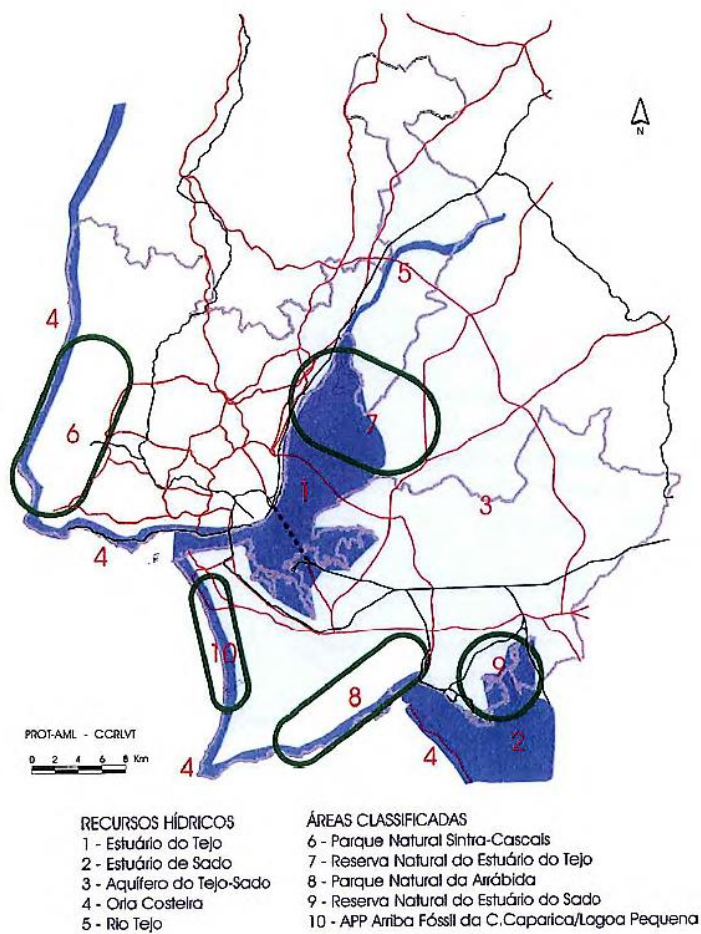 N
5
4
6
7
1
3
4
10
9
8
4
4
2
PROT-AML - CCRLVT
0 2 4 6 8 Km
RECURSOS HÍDRICOS
1 - Estuário do Tejo
2 - Estuário de Sado
3 - Aquífero do Tejo-Sado
4 - Orla Costeira
5 - Rio Tejo
ÁREAS CLASSIFICADAS
6 - Parque Natural Sintra-Cascais
7 - Reserva Natural do Estuário do Tejo
8 - Parque Natural da Arrábida
9 - Reserva Natural do Estuário do Sado
10 - APP Arriba Fóssil da C.Caparica/Lagoa Pequena